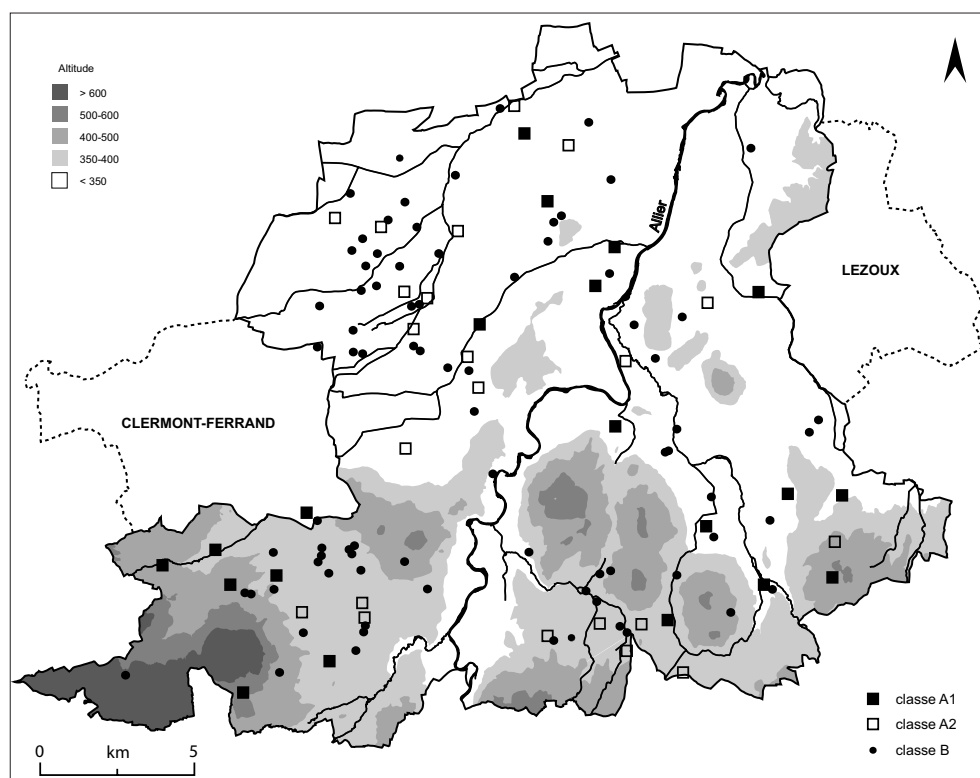 Altitude
> 600
500-600
400-500
350-400
< 350
Allier
LEZOUX
CLERMONT-FERRAND
classe A1
classe A2
classe B
0 km 5